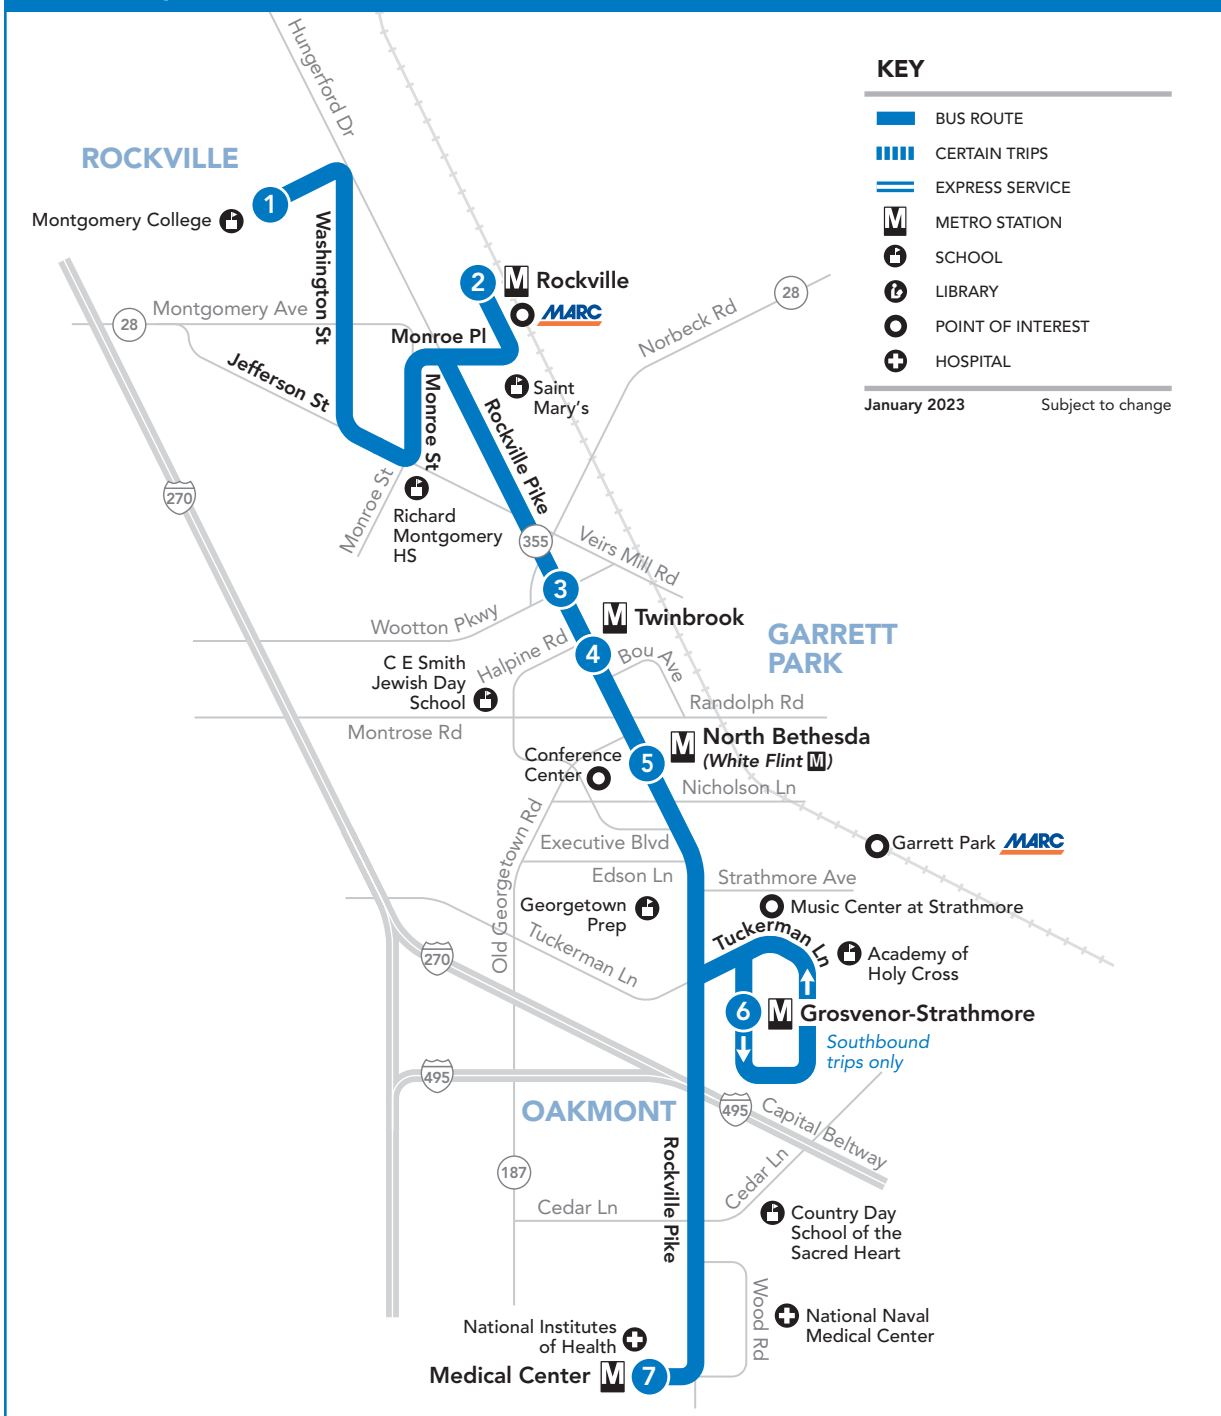 KEY
BUS ROUTE
CERTAIN TRIPS
EXPRESS SERVICE
M METRO STATION
SCHOOL
LIBRARY
POINT OF INTEREST
HOSPITAL
January 2023
Subject to change
Hungerford Dr
ROCKVILLE
1
Montgomery College
Washington St
2
M Rockville
MARC
28
Montgomery Ave
28
Norbeck Rd
Monroe Pl
Jefferson St
Monroe St
Saint
Mary's
Rockville Pike
270
Monroe St
Richard
Montgomery
HS
355
Veirs Mill Rd
3
Wootton Pkwy
M Twinbrook
GARRETT
PARK
Halpine Rd
4
Bou Ave
C E Smith
Jewish Day
School
Randolph Rd
Montrose Rd
M North Bethesda
(White Flint M)
Conference
Center
5
Nicholson Ln
Old Georgetown Rd
Executive Blvd
Garrett Park MARC
Edson Ln
Strathmore Ave
Georgetown
Prep
Music Center at Strathmore
Tuckerman Ln
Tuckerman Ln
Academy of
Holy Cross
270
6
M Grosvenor-Strathmore
Southbound
trips only
495
OAKMONT
495
Capital Beltway
Rockville Pike
187
Cedar Ln
Cedar Ln
Country Day
School of the
Sacred Heart
Wood Rd
National Naval
Medical Center
National Institutes
of Health
Medical Center M 7